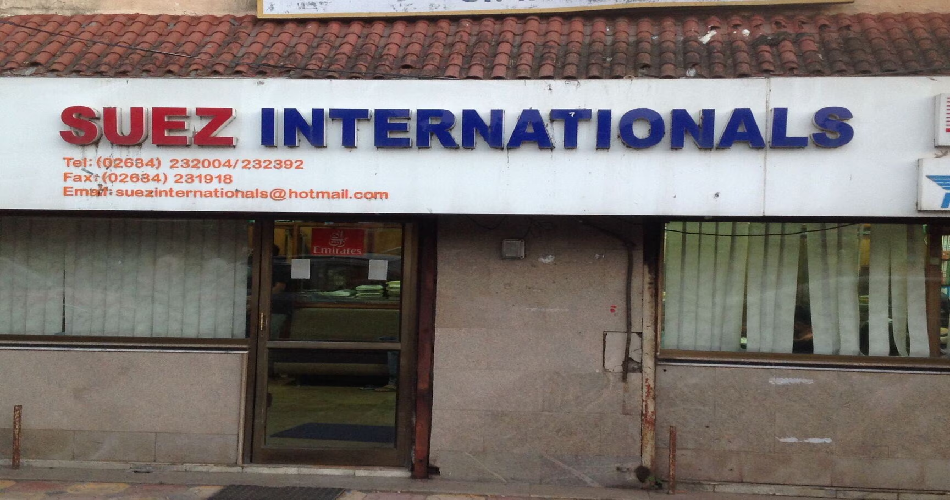 SUEZ INTERNATIONALS
Tel: (02684) 232004/232392
Fax: (02684) 231918
Email: suezinternationals@hotmail.com
Emirates